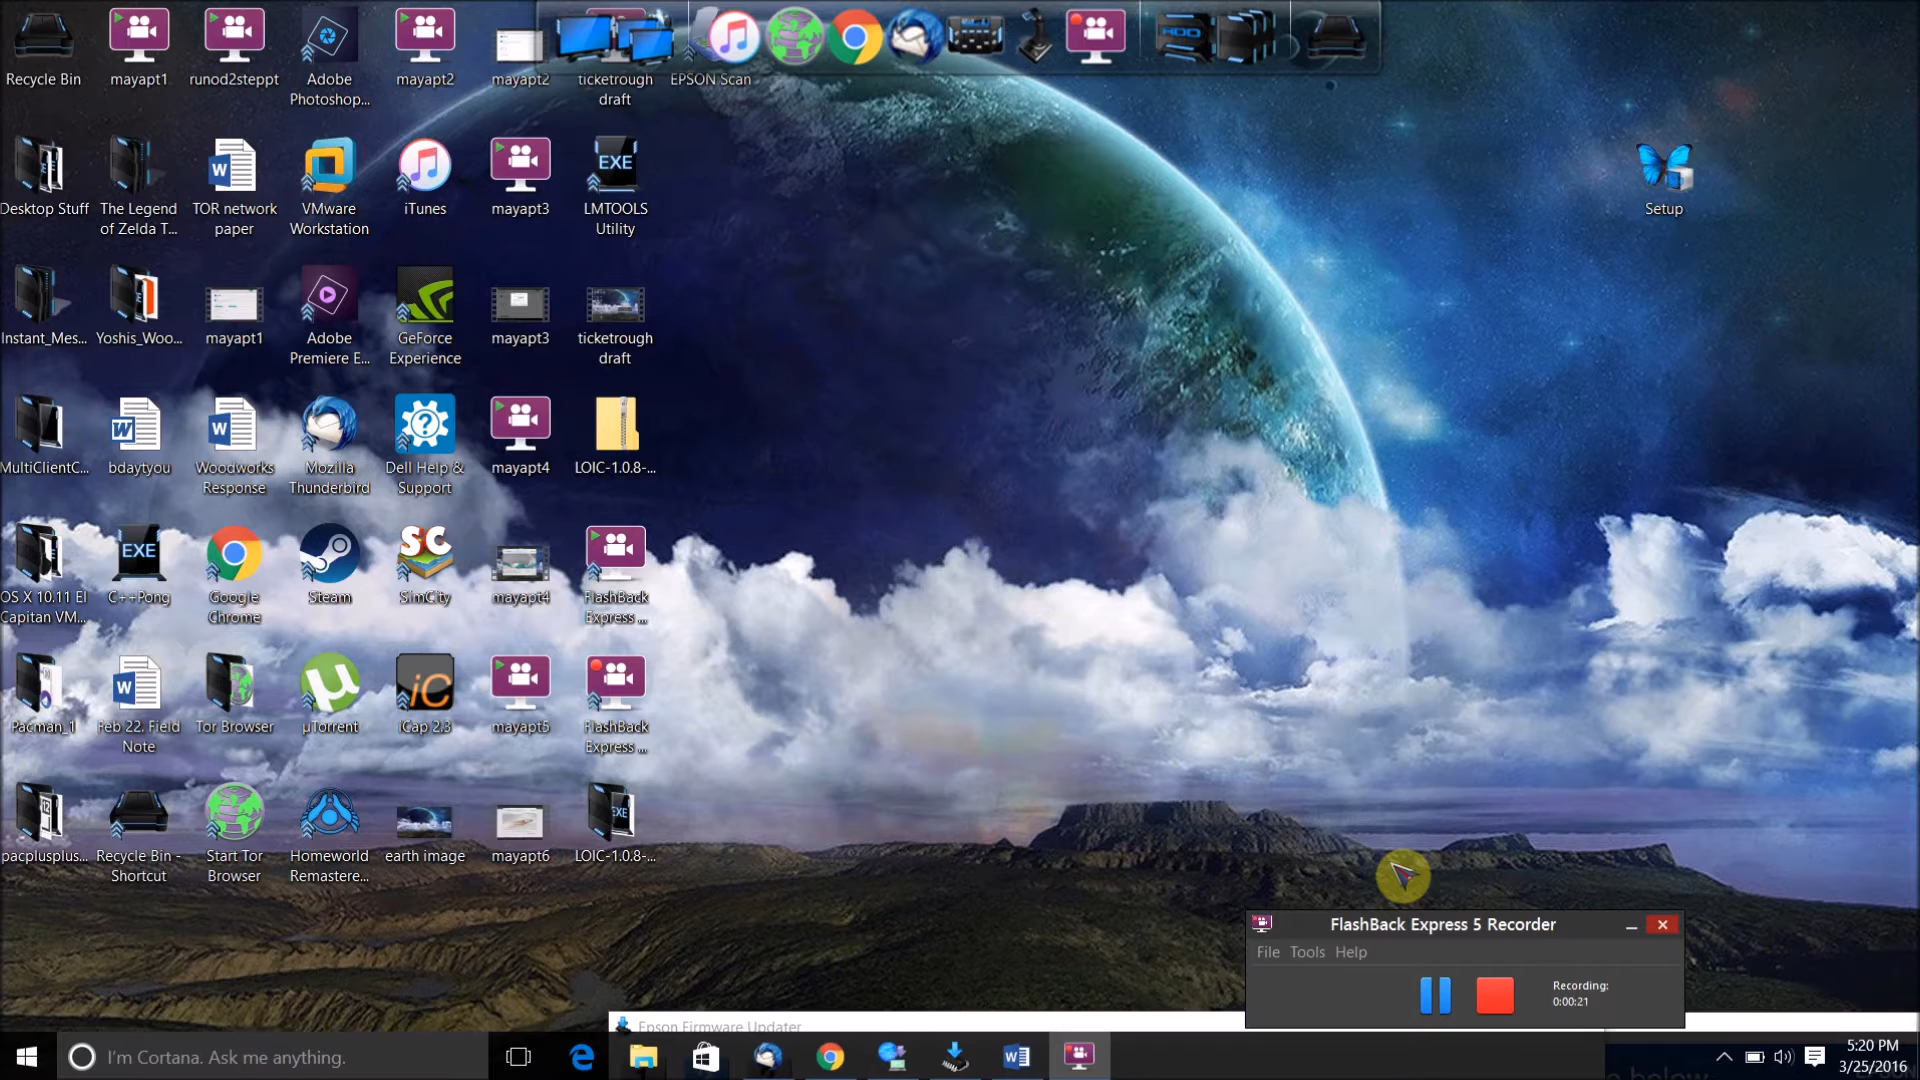 Recycle Bin
mayapt1
runod2steppt
Adobe
Photoshop...
mayapt2
mayapt2
ticketrough
draft
EPSON Scan
HDD
Desktop Stuff
The Legend
of Zelda T...
TOR network
paper
VMware
Workstation
iTunes
mayapt3
EXE
LMTOOLS
Utility
Setup
Instant_Mes...
Yoshis_Woo...
mayapt1
Adobe
Premiere E...
GeForce
Experience
mayapt3
ticketrough
draft
MultiClientC...
bdaytyou
Woodworks
Response
Mozilla
Thunderbird
Dell Help &
Support
mayapt4
LOIC-1.0.8-...
OS X 10.11 El
Capitan VM...
EXE
C++Pong
Google
Chrome
Steam
SC
SimCity
mayapt4
FlashBack
Express ...
Pacman_1
Feb 22. Field
Note
Tor Browser
µTorrent
iC
iCap 2.3
mayapt5
FlashBack
Express ...
pacplusplus...
Recycle Bin -
Shortcut
Start Tor
Browser
Homeworld
Remastere...
earth image
mayapt6
EXE
LOIC-1.0.8-...
FlashBack Express 5 Recorder
File Tools Help
Recording:
0:00:21
Epson Firmware Updater
I'm Cortana. Ask me anything.
5:20 PM
3/25/2016